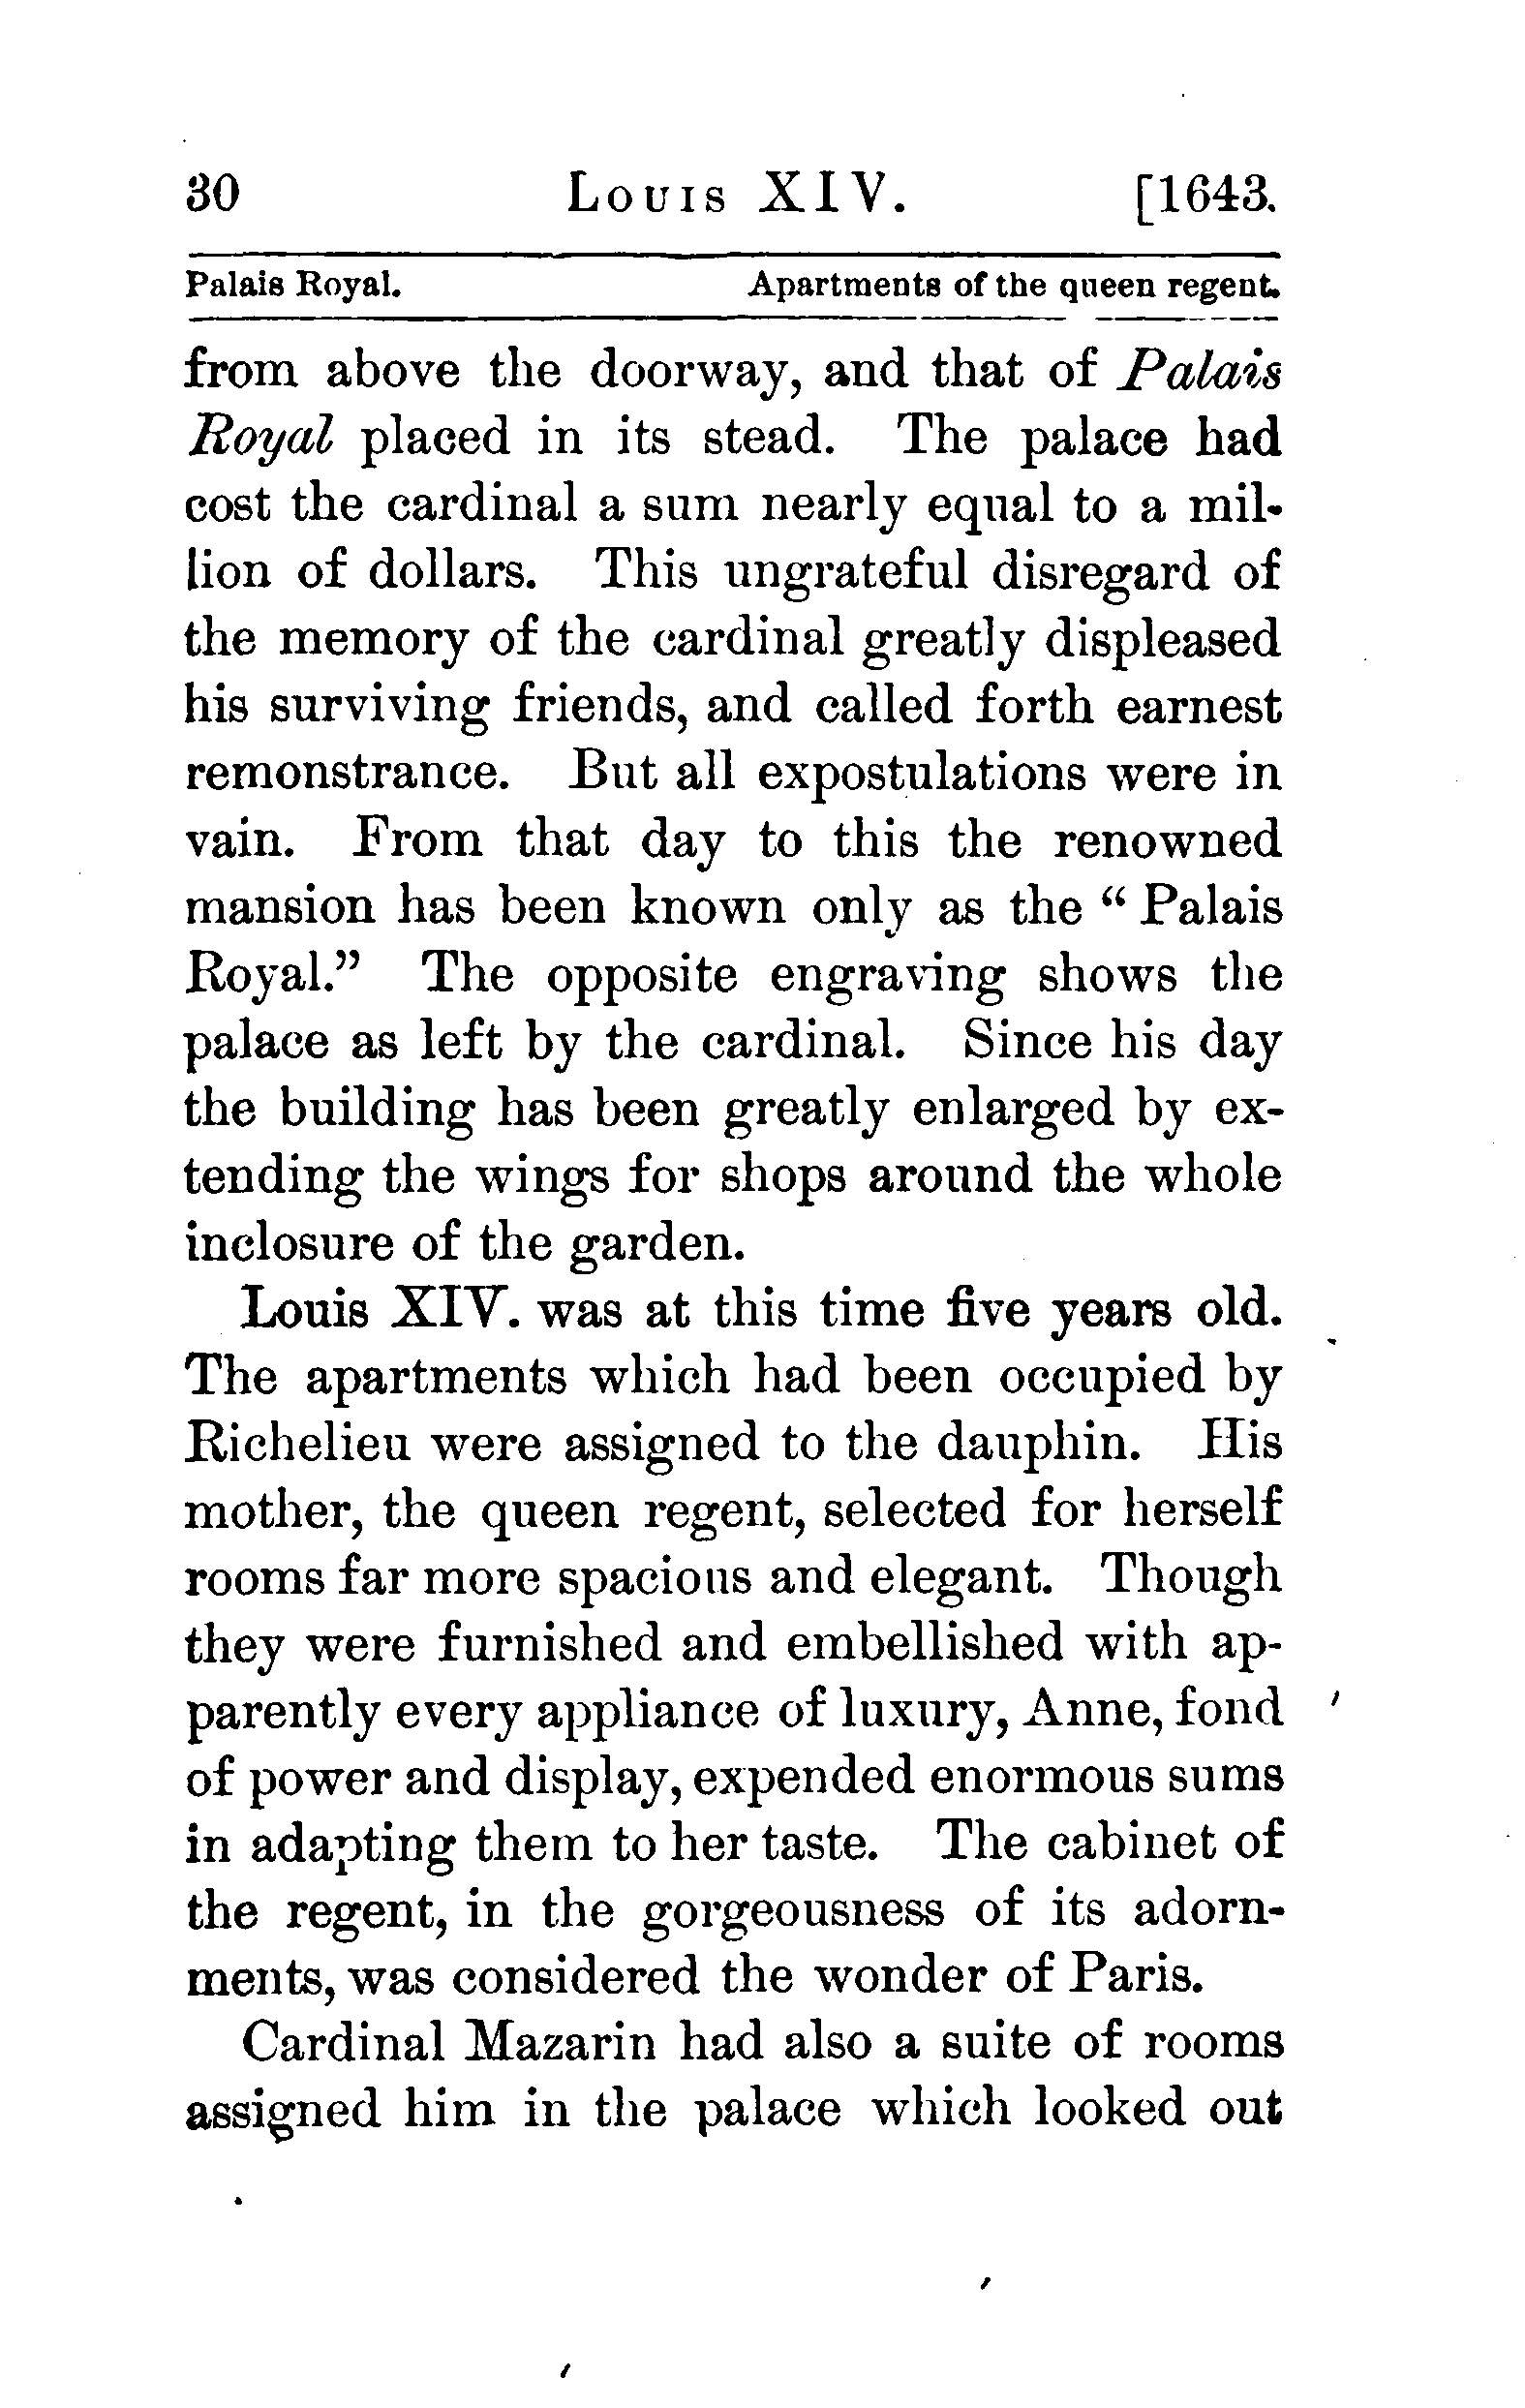 30 Louis XIV. [1643.
Palais Royal. Apartments of the queen regent.
from above the doorway, and that of Palais
Royal placed in its stead. The palace had
cost the cardinal a sum nearly equal to a mil-
lion of dollars. This ungrateful disregard of
the memory of the cardinal greatly displeased
his surviving friends, and called forth earnest
remonstrance. But all expostulations were in
vain. From that day to this the renowned
mansion has been known only as the “Palais
Royal.” The opposite engraving shows the
palace as left by the cardinal. Since his day
the building has been greatly enlarged by ex-
tending the wings for shops around the whole
inclosure of the garden.
Louis XIV. was at this time five years old.
The apartments which had been occupied by
Richelieu were assigned to the dauphin. His
mother, the queen regent, selected for herself
rooms far more spacious and elegant. Though
they were furnished and embellished with ap-
parently every appliance of luxury, Anne, fond
of power and display, expended enormous sums
in adapting them to her taste. The cabinet of
the regent, in the gorgeousness of its adorn-
ments, was considered the wonder of Paris.
Cardinal Mazarin had also a suite of rooms
assigned him in the palace which looked out